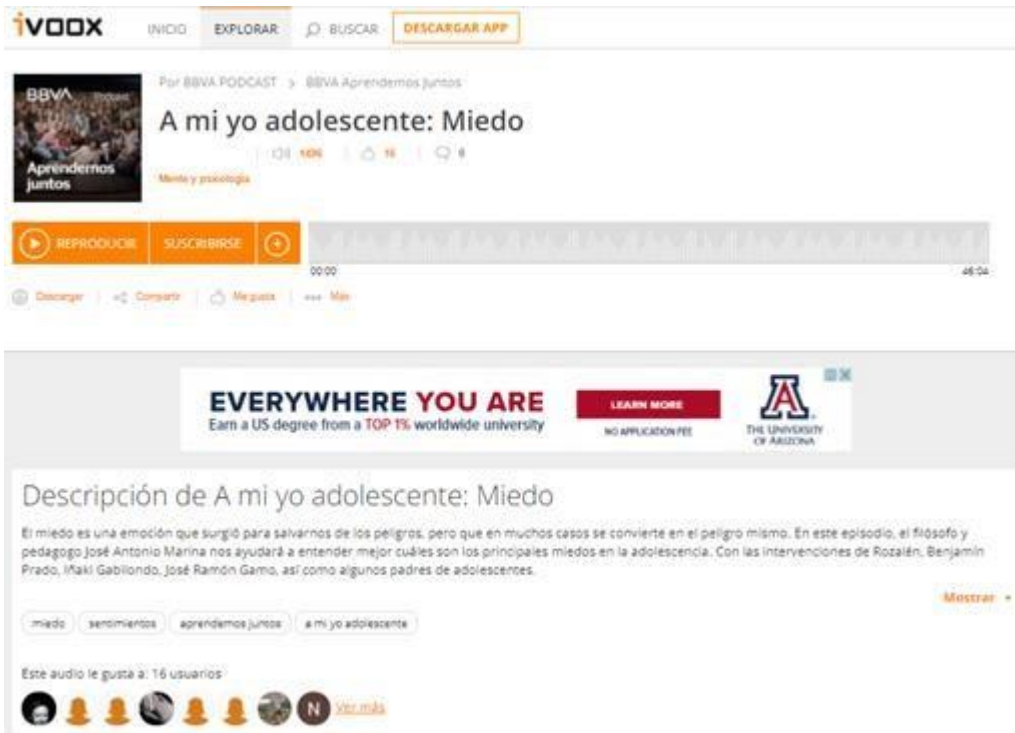 ivoox INICIO EXPLORAR BUSCAR DESCARGAR APP
BBVA Podcast
Aprendemos
juntos
Por BBVA PODCAST > BBVA Aprendemos Juntos
A mi yo adolescente: Miedo
16
Mente y psicología
REPRODUCIR SUSCRIBIRSE
00:00 46:04
Descargar Compartir Me gusta Más
EVERYWHERE YOU ARE
Earn a US degree from a TOP 1% worldwide university
LEARN MORE
NO APPLICATION FEE
A
THE UNIVERSITY
OF ARIZONA
Descripción de A mi yo adolescente: Miedo
El miedo es una emoción que surgió para salvarnos de los peligros, pero que en muchos casos se convierte en el peligro mismo. En este episodio, el filósofo y
pedagogo José Antonio Marina nos ayudará a entender mejor cuáles son los principales miedos en la adolescencia. Con las intervenciones de Rozalén, Benjamín
Prado, Iñaki Gabilondo, José Ramón Gamo, así como algunos padres de adolescentes.
Mostrar
miedo sentimientos aprendemos juntos a mi yo adolescente
Este audio le gusta a: 16 usuarios
N Ver más